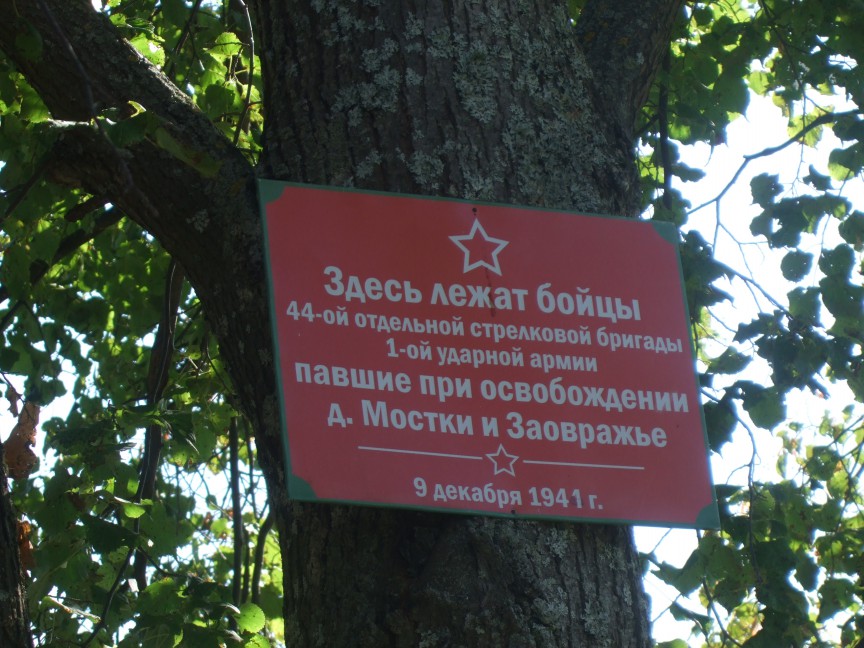 Здесь лежат бойцы
44-ой отдельной стрелковой бригады
1-ой ударной армии
павшие при освобождении
д. Мостки и Заовражье
9 декабря 1941 г.